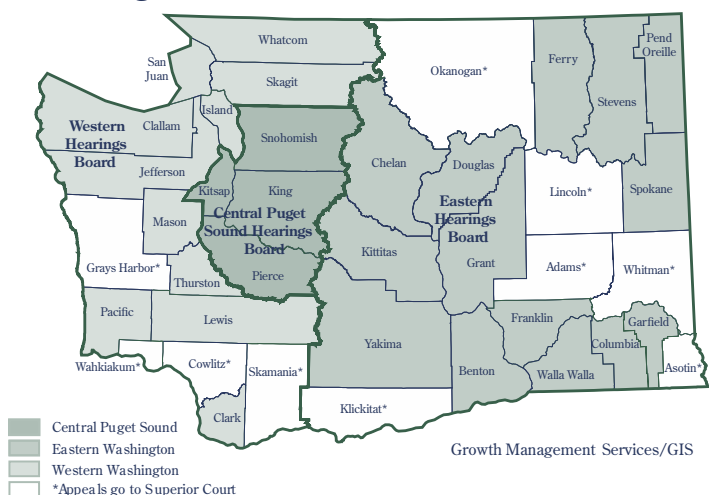 Whatcom
Pend
Oreille
San
Juan
Okanogan*
Ferry
Skagit
Stevens
Island
Western
Hearings
Board
Clallam
Snohomish
Chelan
Douglas
Jefferson
Kitsap
King
Lincoln*
Spokane
Eastern
Hearings
Board
Mason
Central Puget
Sound Hearings
Board
Kittitas
Grays Harbor*
Grant
Adams*
Whitman*
Thurston
Pierce
Pacific
Lewis
Franklin
Garfield
Yakima
Columbia
Wahkiakum*
Cowlitz*
Skamania*
Benton
Walla Walla
Asotin*
Klickitat*
Clark
Central Puget Sound
Eastern Washington
Western Washington
*Appeals go to Superior Court
Growth Management Services/GIS